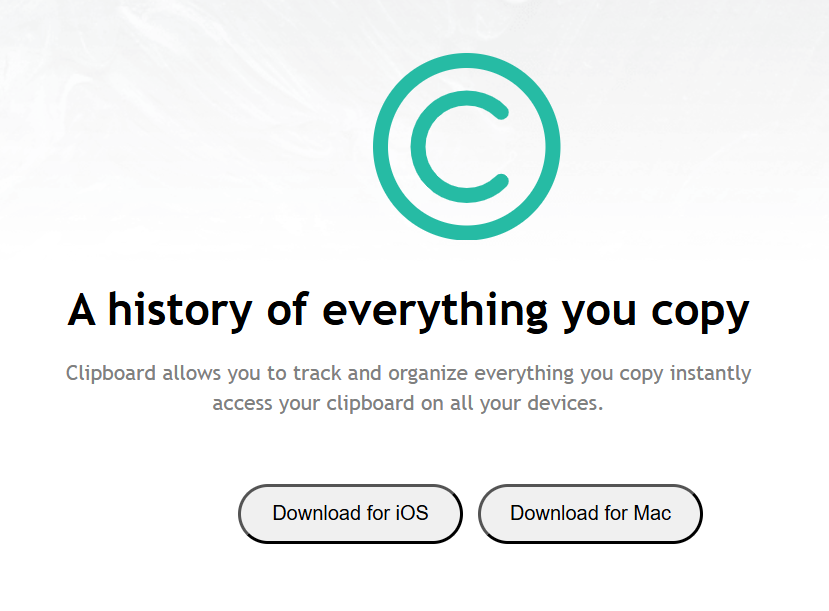 A history of everything you copy
Clipboard allows you to track and organize everything you copy instantly
access your clipboard on all your devices.
Download for iOS
Download for Mac